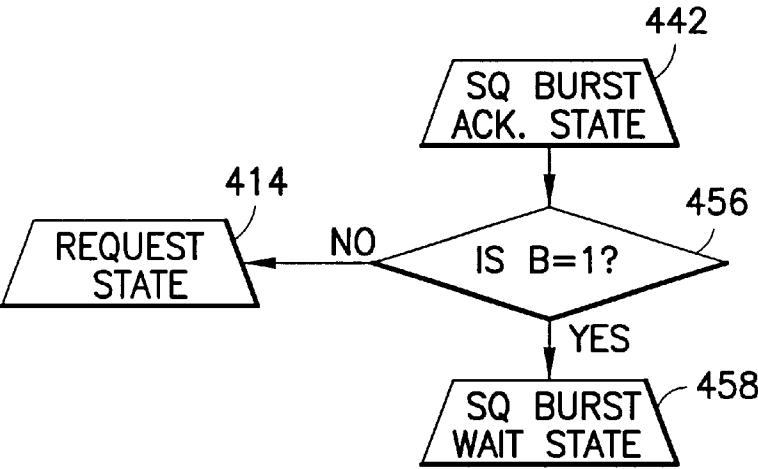 442
SQ BURST
ACK. STATE
414
456
REQUEST
STATE
NO
IS B=1?
YES
458
SQ BURST
WAIT STATE